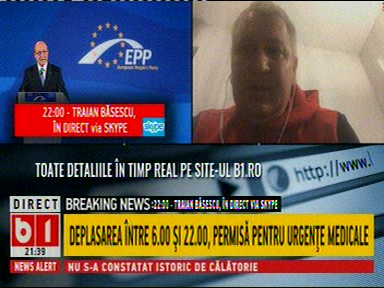 EPP
European People's Party
22:00 - TRAIAN BĂSESCU,
ÎN DIRECT via SKYPE
skype
TOATE DETALIILE ÎN TIMP REAL PE SITE-UL B1.RO
http://www.
DIRECT
BREAKING NEWS
22:00 - TRAIAN BĂSESCU, ÎN DIRECT VIA SKYPE
b1
DEPLASAREA ÎNTRE 6.00 ȘI 22.00, PERMISĂ PENTRU URGENȚE MEDICALE
21:39
NEWS ALERT
NU S-A CONSTATAT ISTORIC DE CĂLĂTORIE